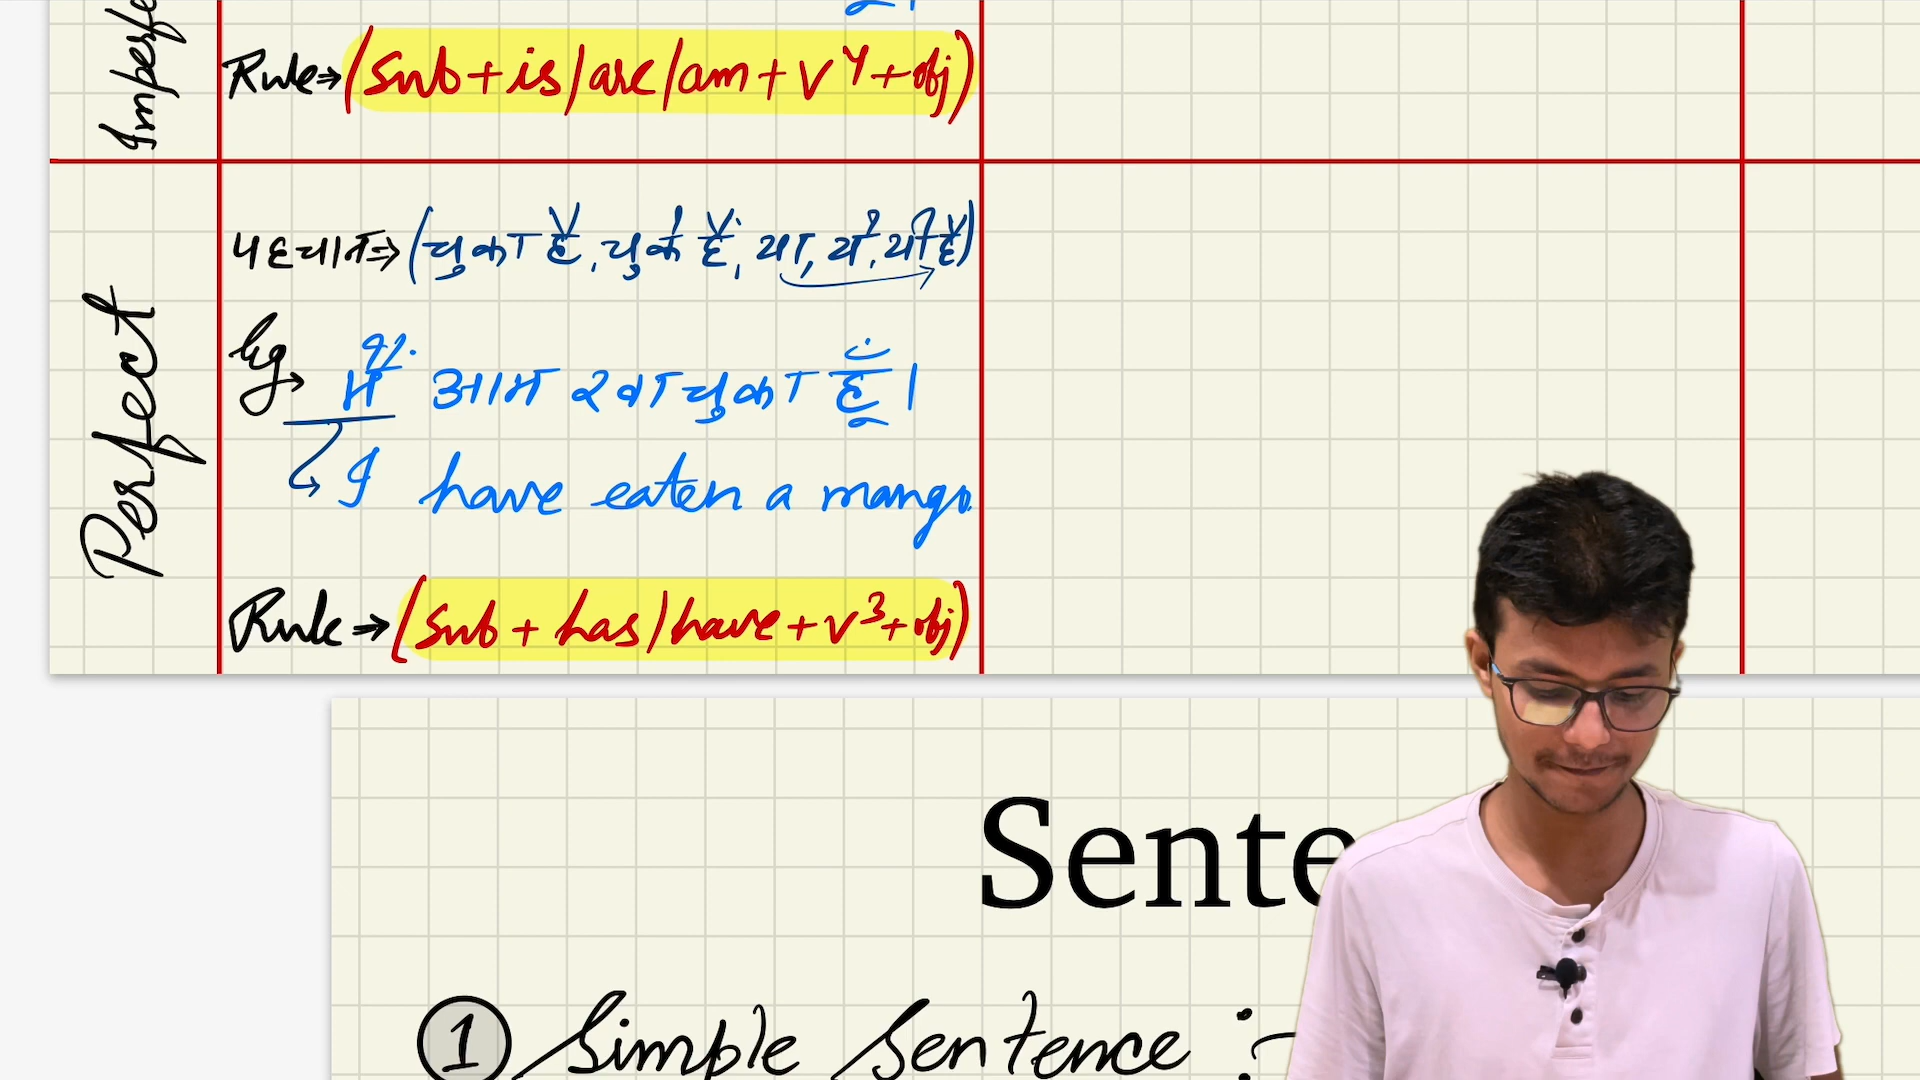 Imperfe
Rule⇒(Sub+is/are/am+v⁴+obj)
Perfect
पहचान⇒(चुका है, चुके हैं, या, ये, यी है)
Eg→ मैंने आम खा चुका हूँ।
I have eaten a mango.
Rule→(Sub + has/have+v³+obj)
Sente
① Simple Sentence :-